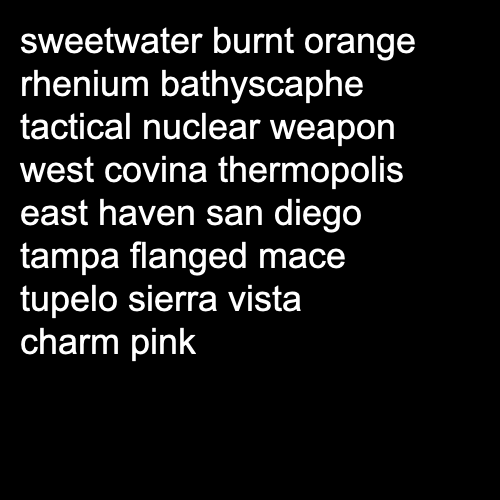 sweetwater burnt orange
rhenium bathyscaphe
tactical nuclear weapon
west covina thermopolis
east haven san diego
tampa flanged mace
tupelo sierra vista
charm pink